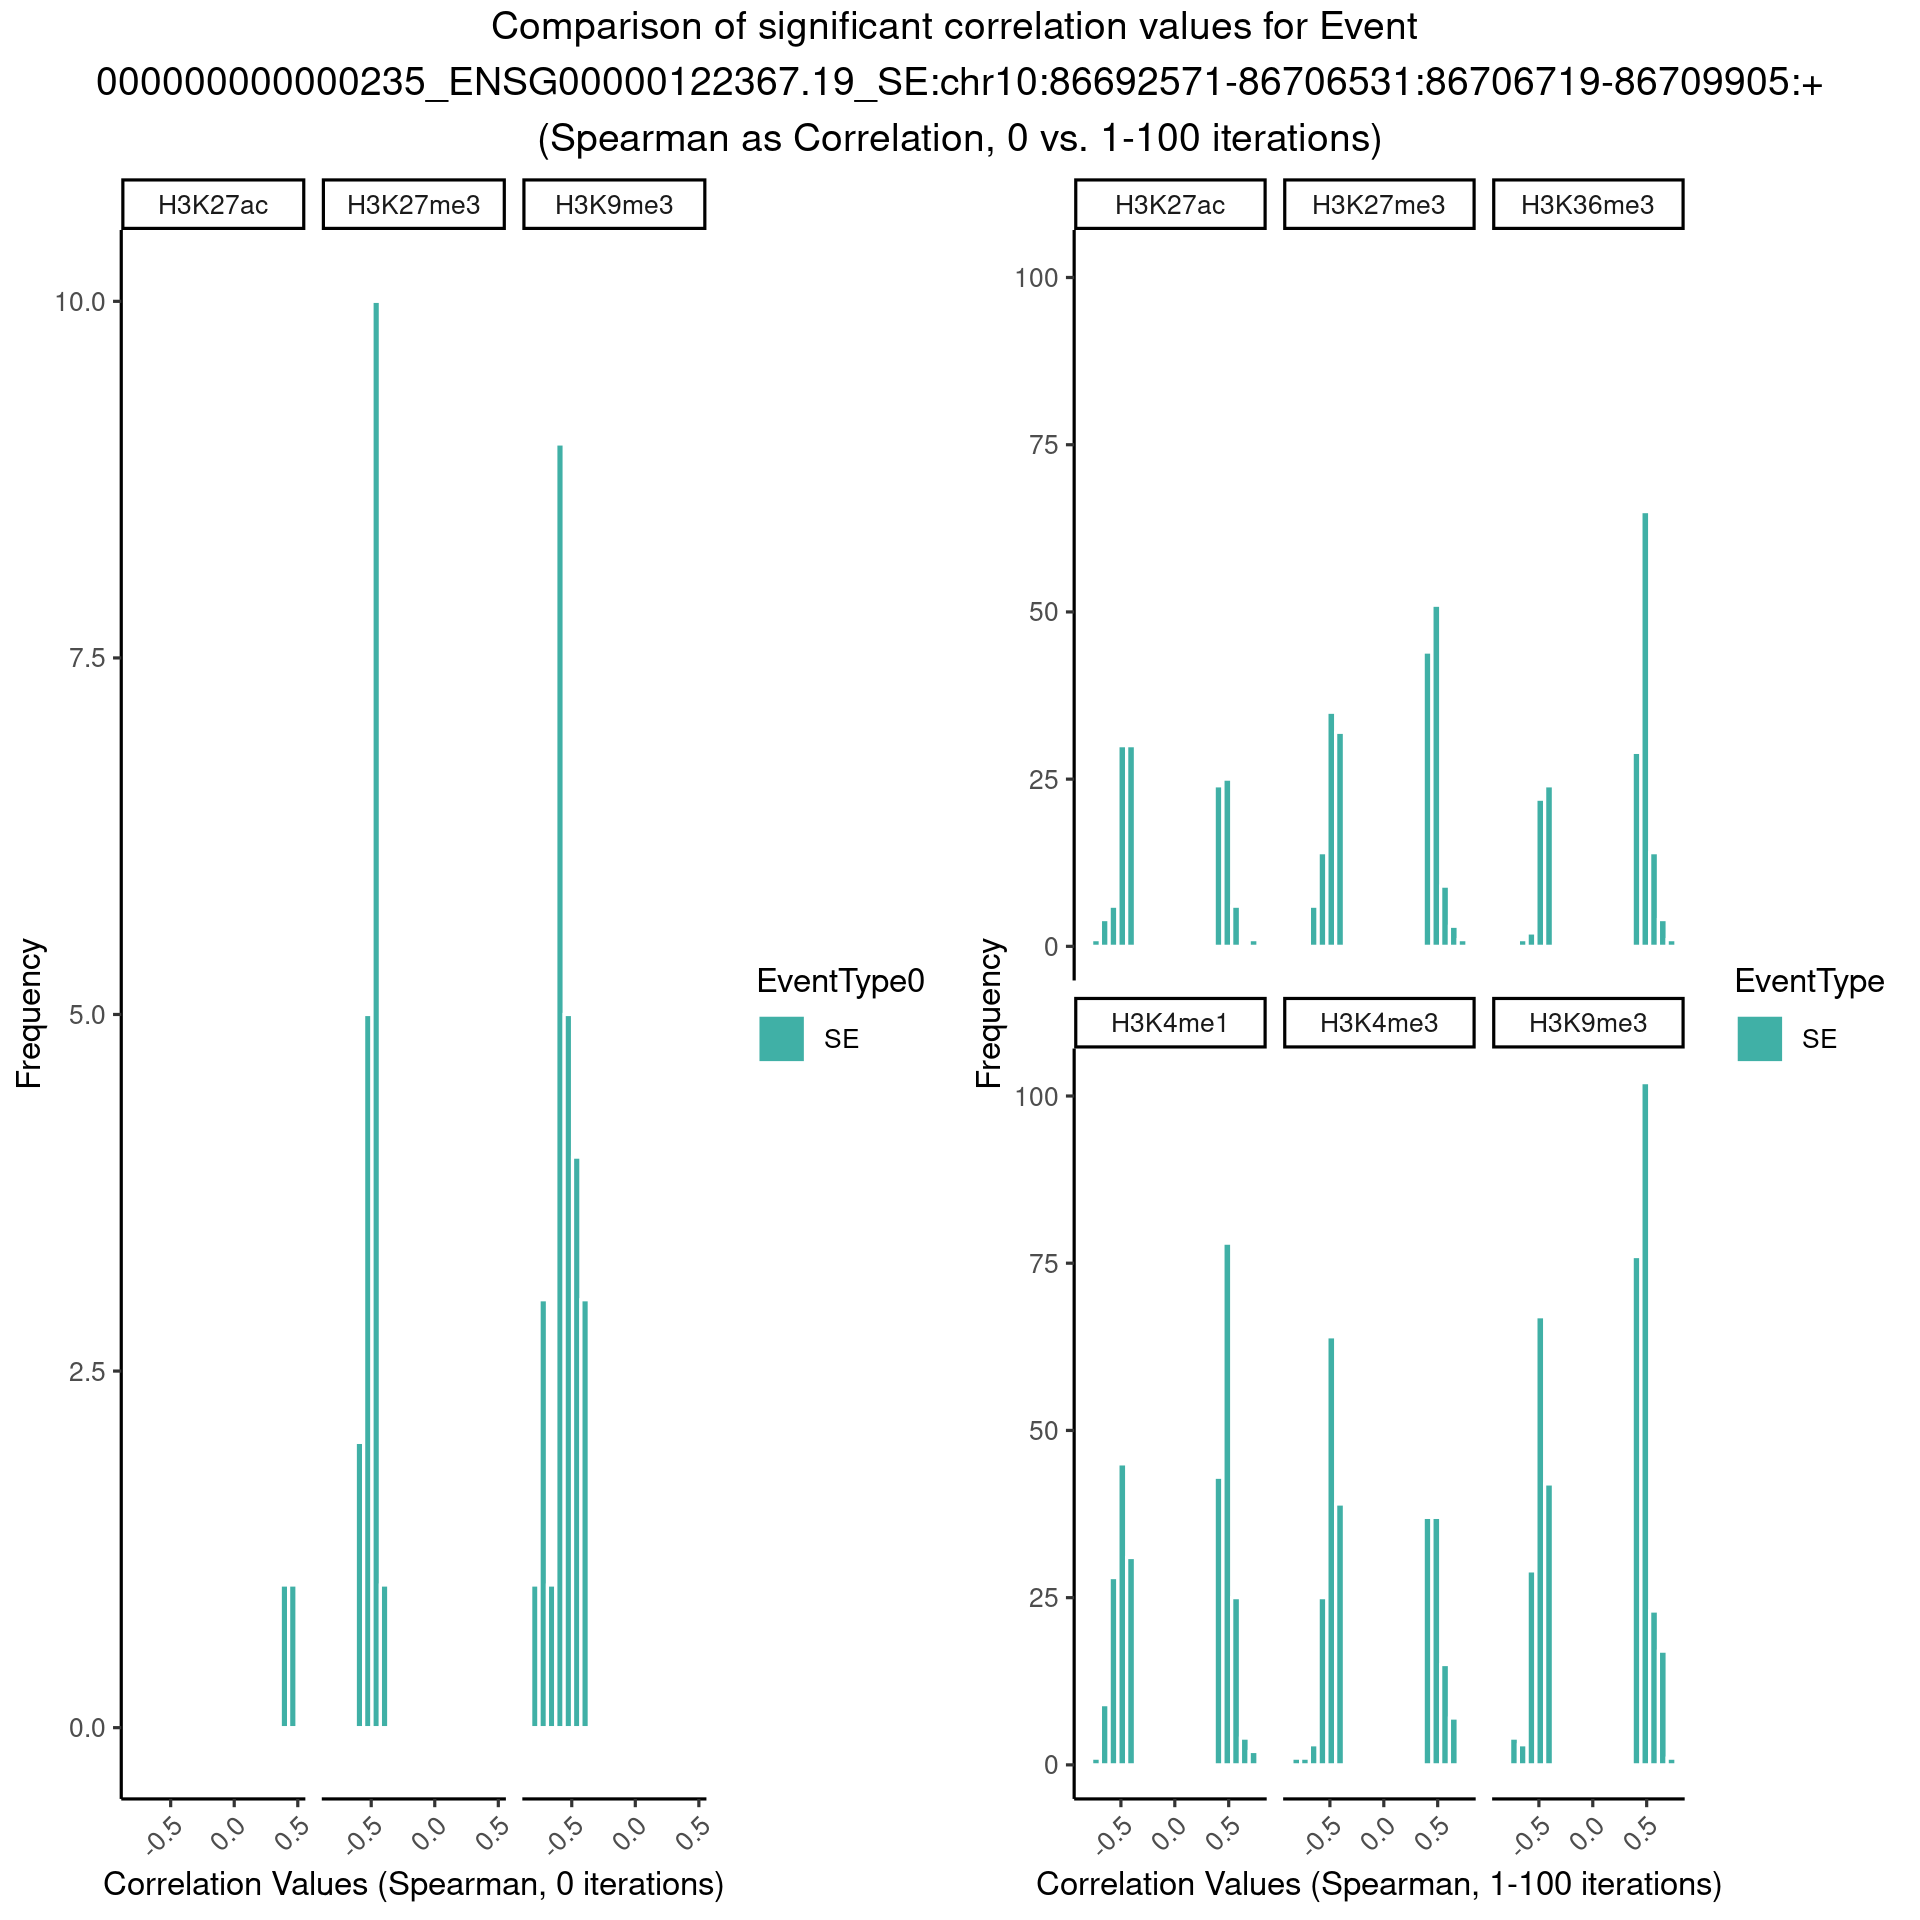 Comparison of significant correlation values for Event
000000000000235_ENSG00000122367.19_SE:chr10:86692571-86706531:86706719-86709905:+
(Spearman as Correlation, 0 vs. 1-100 iterations)
H3K27ac
H3K27me3
H3K9me3
10.0
7.5
5.0
2.5
0.0
Frequency
-0.5
0.0
0.5
-0.5
0.0
0.5
-0.5
0.0
0.5
Correlation Values (Spearman, 0 iterations)
EventType0
SE
H3K27ac
H3K27me3
H3K36me3
100
75
50
25
0
Frequency
H3K4me1
H3K4me3
H3K9me3
100
75
50
25
0
-0.5
0.0
0.5
-0.5
0.0
0.5
-0.5
0.0
0.5
Correlation Values (Spearman, 1-100 iterations)
EventType
SE